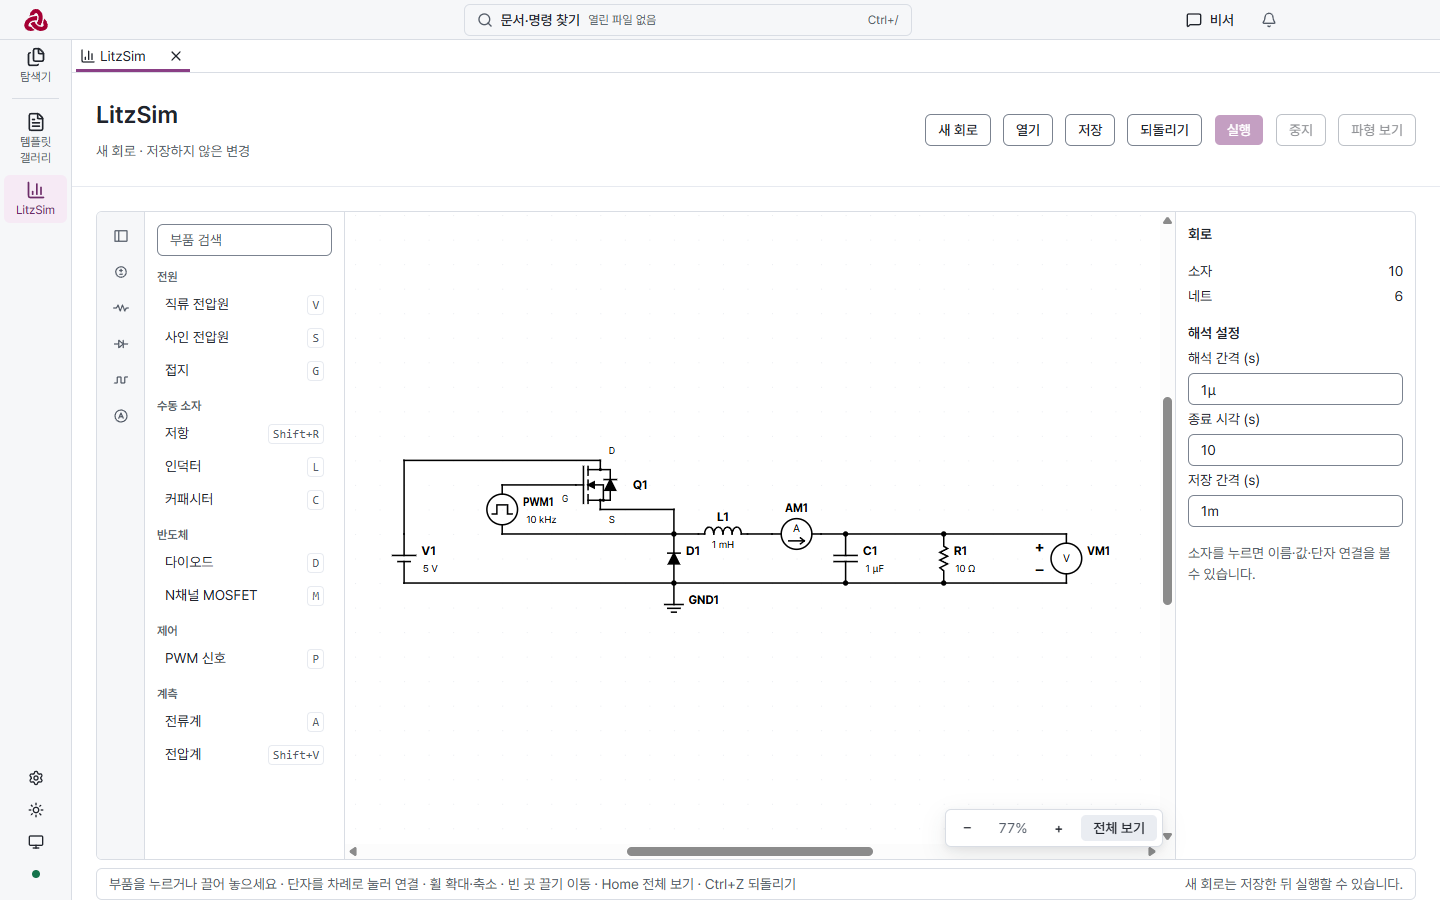 문서·명령 찾기 열린 파일 없음 Ctrl+/
비서
탐색기
템플릿
갤러리
LitzSim
LitzSim
LitzSim
새 회로 · 저장하지 않은 변경
새 회로 열기 저장 되돌리기 실행 중지 파형 보기
부품 검색
전원
직류 전압원 V
사인 전압원 S
접지 G
수동 소자
저항 Shift+R
인덕터 L
커패시터 C
반도체
다이오드 D
N채널 MOSFET M
제어
PWM 신호 P
계측
전류계 A
전압계 Shift+V
D
Q1
PWM1 G
10 kHz S
V1
5 V
D1
L1
1 mH
AM1
A
C1
1 µF
R1
10 Ω
V
VM1
GND1
− 77% + 전체 보기
회로
소자 10
네트 6
해석 설정
해석 간격 (s)
1µ
종료 시각 (s)
10
저장 간격 (s)
1m
소자를 누르면 이름·값·단자 연결을 볼
수 있습니다.
부품을 누르거나 끌어 놓으세요 · 단자를 차례로 눌러 연결 · 휠 확대·축소 · 빈 곳 끌기 이동 · Home 전체 보기 · Ctrl+Z 되돌리기
새 회로는 저장한 뒤 실행할 수 있습니다.